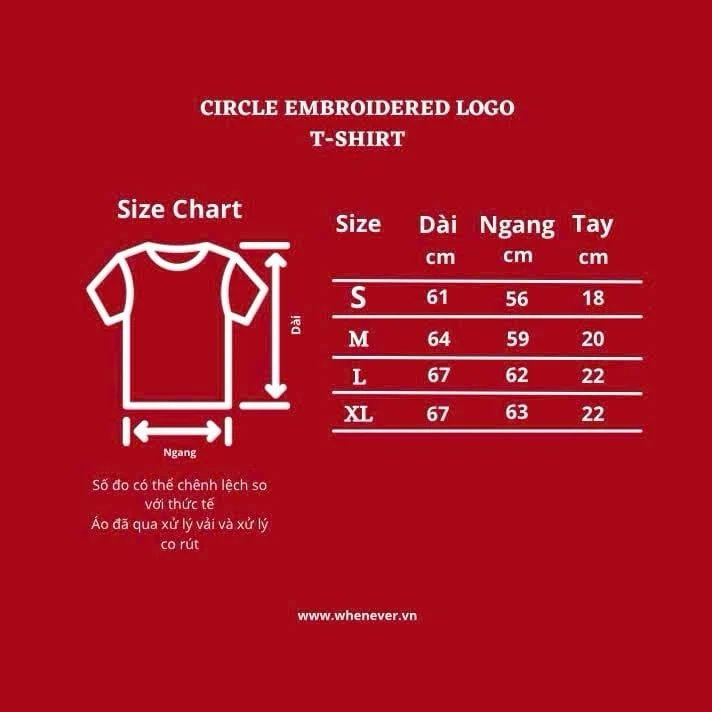 CIRCLE EMBROIDERED LOGO
T-SHIRT
Size Chart
Dài
Ngang
Size Dài Ngang Tay
cm cm cm
S 61 56 18
M 64 59 20
L 67 62 22
XL 67 63 22
Số đo có thể chênh lệch so
với thức tế
Áo đã qua xử lý vải và xử lý
co rút
www.whenever.vn